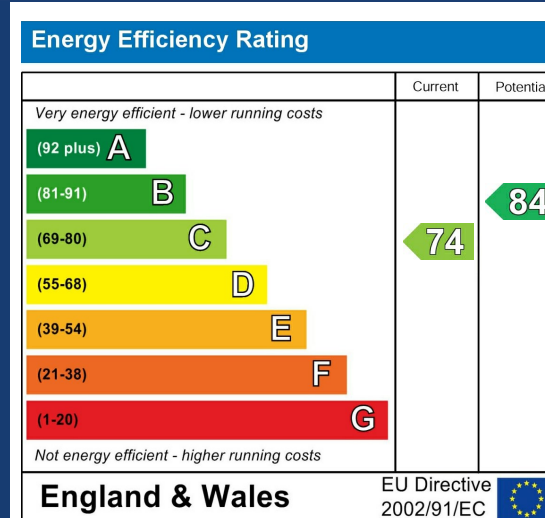 Energy Efficiency Rating
Current Potentia
Very energy efficient - lower running costs
(92 plus) A
(81-91) B
84
(69-80) C
74
(55-68) D
(39-54) E
(21-38) F
(1-20) G
Not energy efficient - higher running costs
England & Wales
EU Directive
2002/91/EC